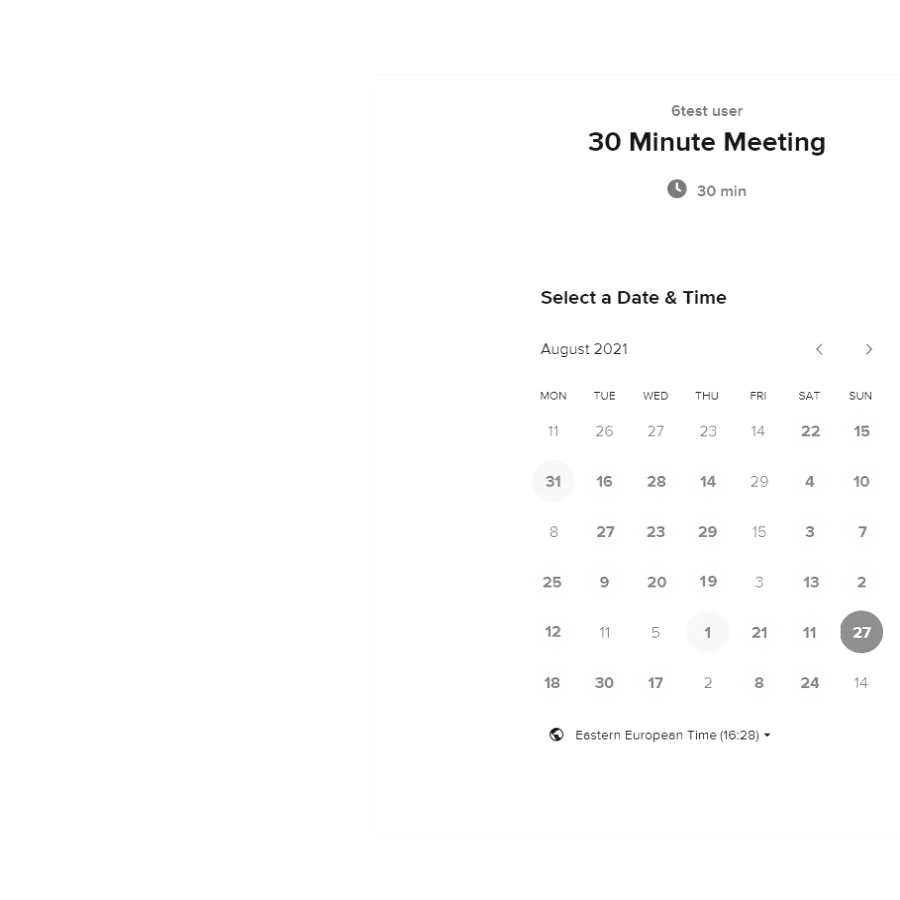 6test user
30 Minute Meeting
30 min
Select a Date & Time
August 2021
MON TUE WED THU FRI SAT SUN
11 26 27 23 14 22 15
31 16 28 14 29 4 10
8 27 23 29 15 3 7
25 9 20 19 3 13 2
12 11 5 1 21 11 27
18 30 17 2 8 24 14
Eastern European Time (16:28)